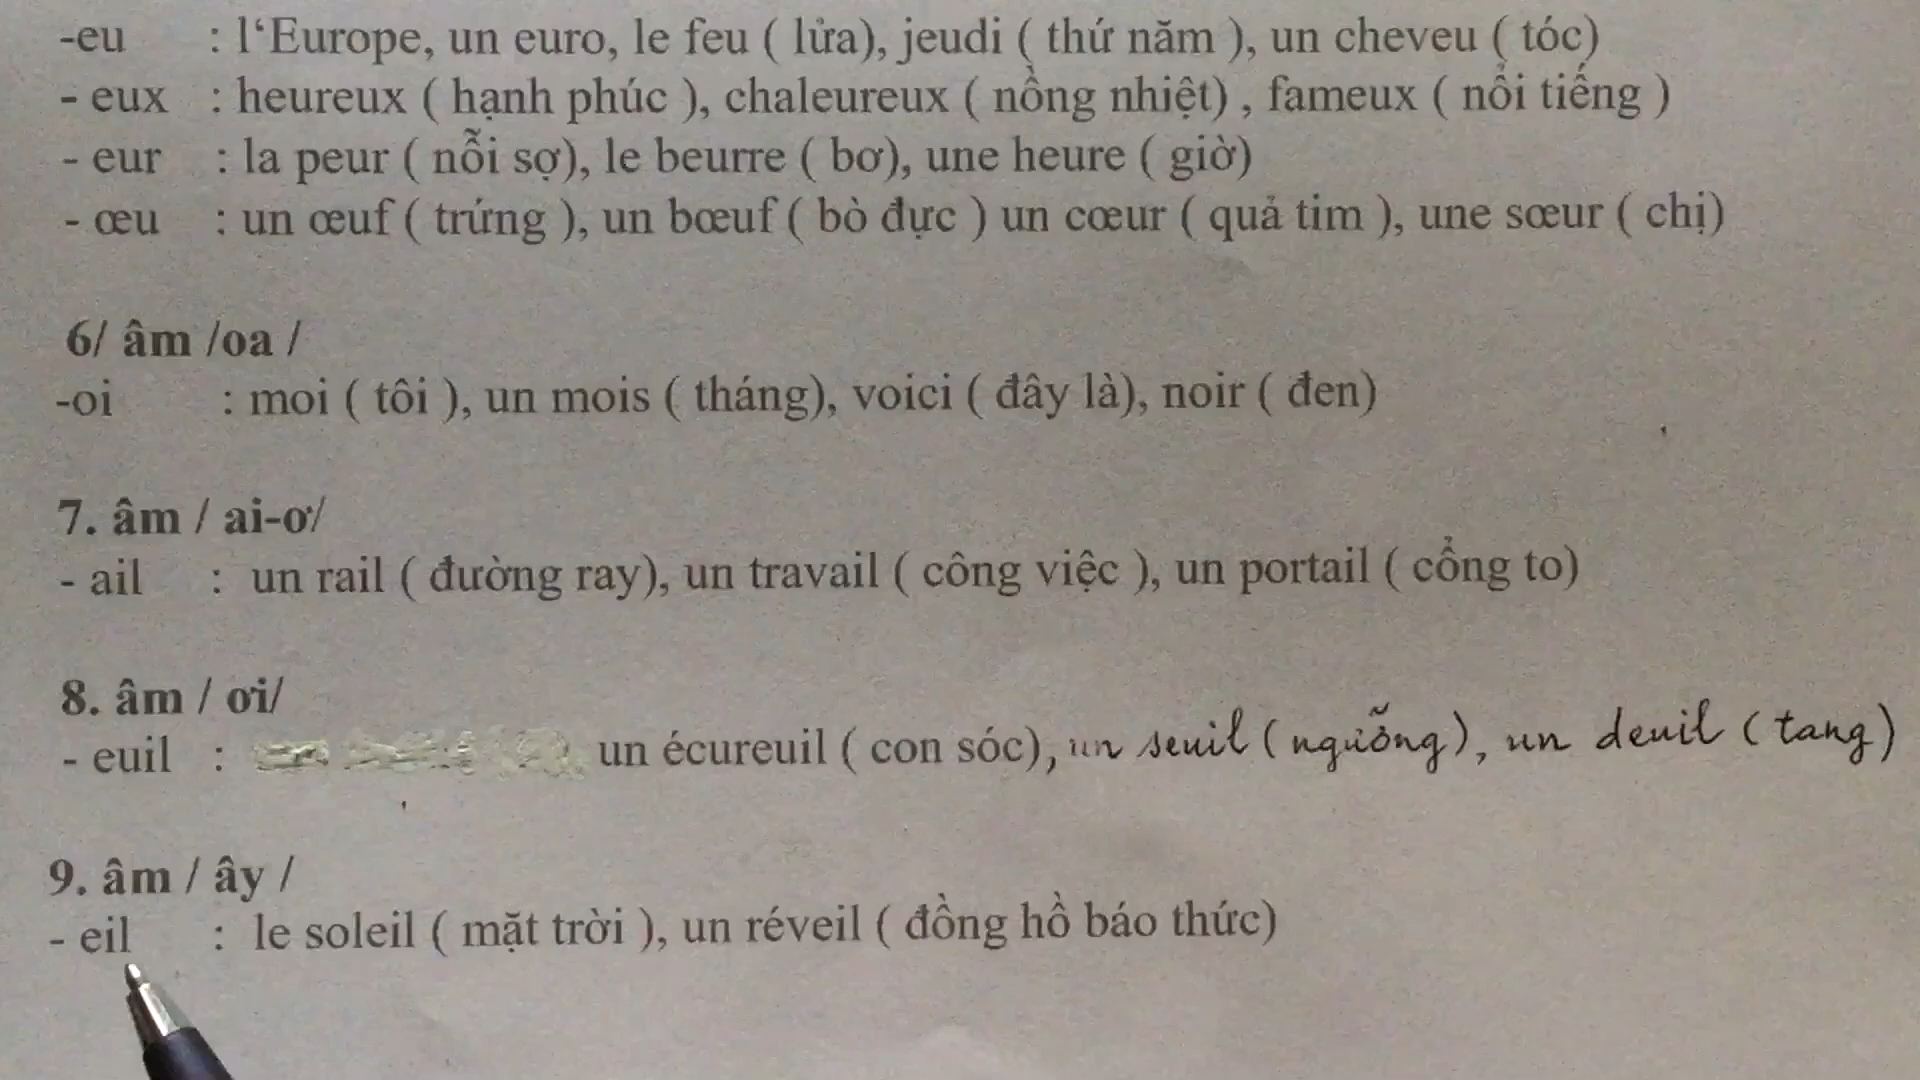 -eu : l‘Europe, un euro, le feu ( lửa), jeudi ( thứ năm ), un cheveu ( tóc)
- eux : heureux ( hạnh phúc ), chaleureux ( nồng nhiệt) , fameux ( nổi tiếng )
- eur : la peur ( nỗi sợ), le beurre ( bơ), une heure ( giờ)
- œu : un œuf ( trứng ), un bœuf ( bò đực ) un cœur ( quả tim ), une sœur ( chị)
6/ âm /oa /
-oi : moi ( tôi ), un mois ( tháng), voici ( đây là), noir ( đen)
7. âm / ai-ơ/
- ail : un rail ( đường ray), un travail ( công việc ), un portail ( cổng to)
8. âm / ơi/
- euil : un écureuil ( con sóc), un seuil ( ngưỡng), un deuil ( tang)
9. âm / ây /
- eil : le soleil ( mặt trời ), un réveil ( đồng hồ báo thức)